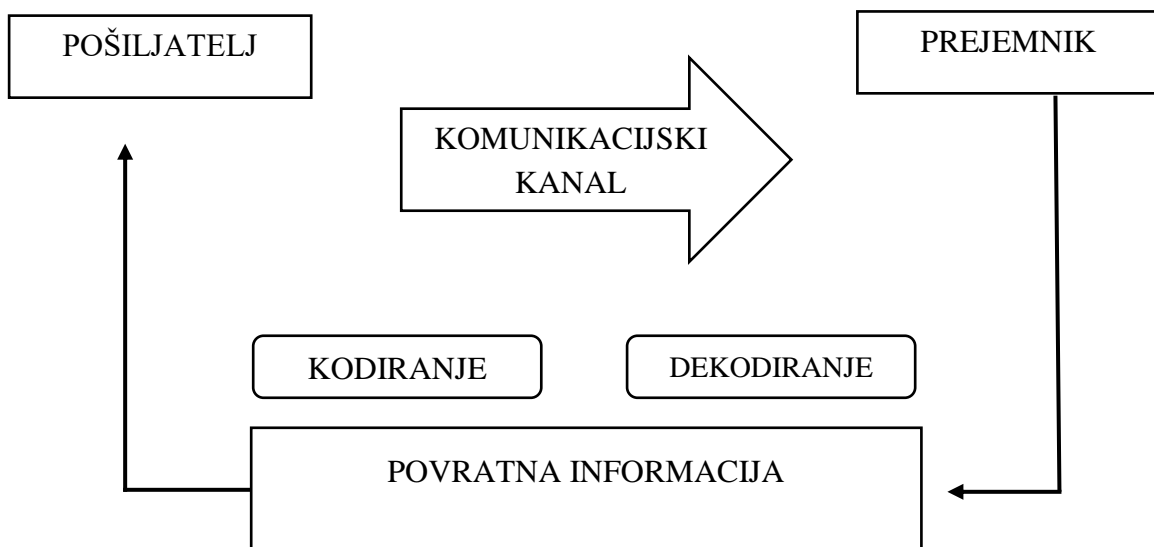 POŠILJATELJ
PREJEMNIK
KOMUNIKACIJSKI
KANAL
KODIRANJE
DEKODIRANJE
POVRATNA INFORMACIJA